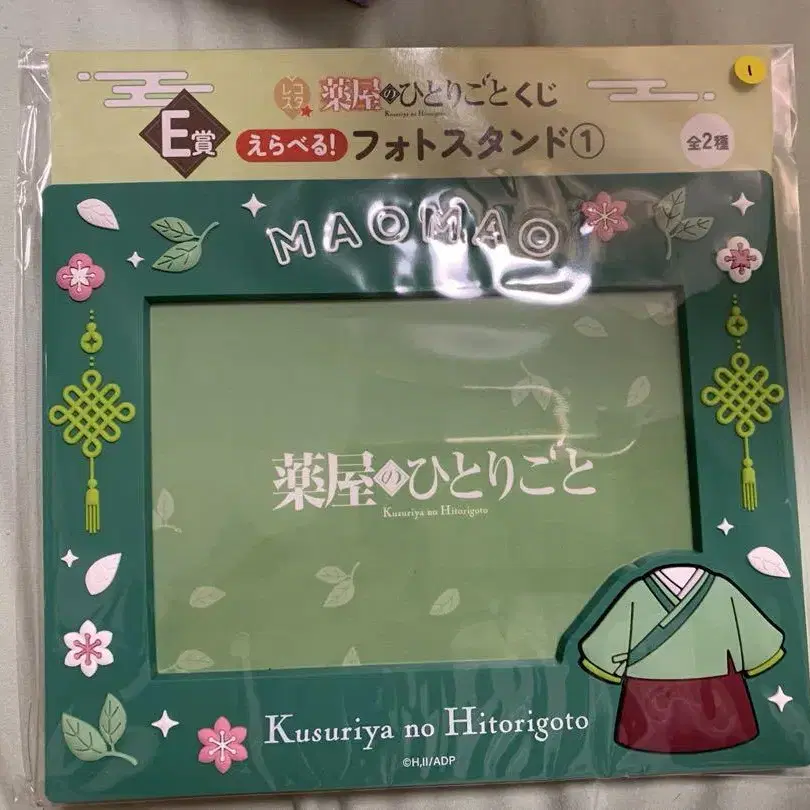 1
レコスタ 薬屋のひとりごとくじ
Kusuriya no Hitorigoto
E賞 えらべる! フォトスタンド① 全2種
MAOMAO
薬屋のひとりごと
Kusuriya no Hitorigoto
Kusuriya no Hitorigoto
©H,II/ADP